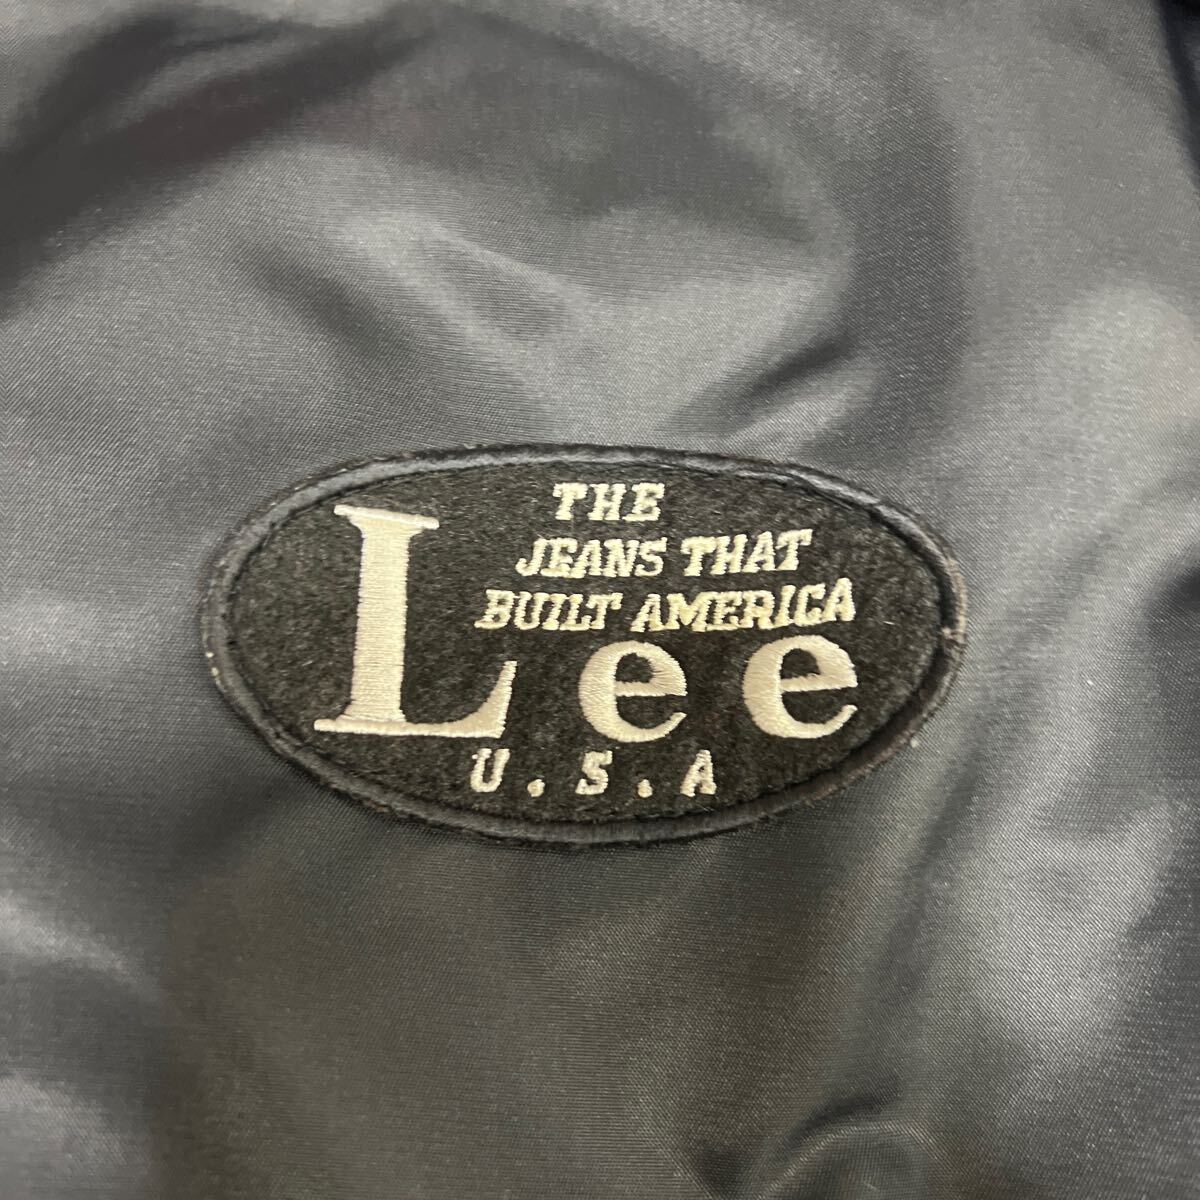 THE
JEANS THAT
BUILT AMERICA
Lee
U.S.A